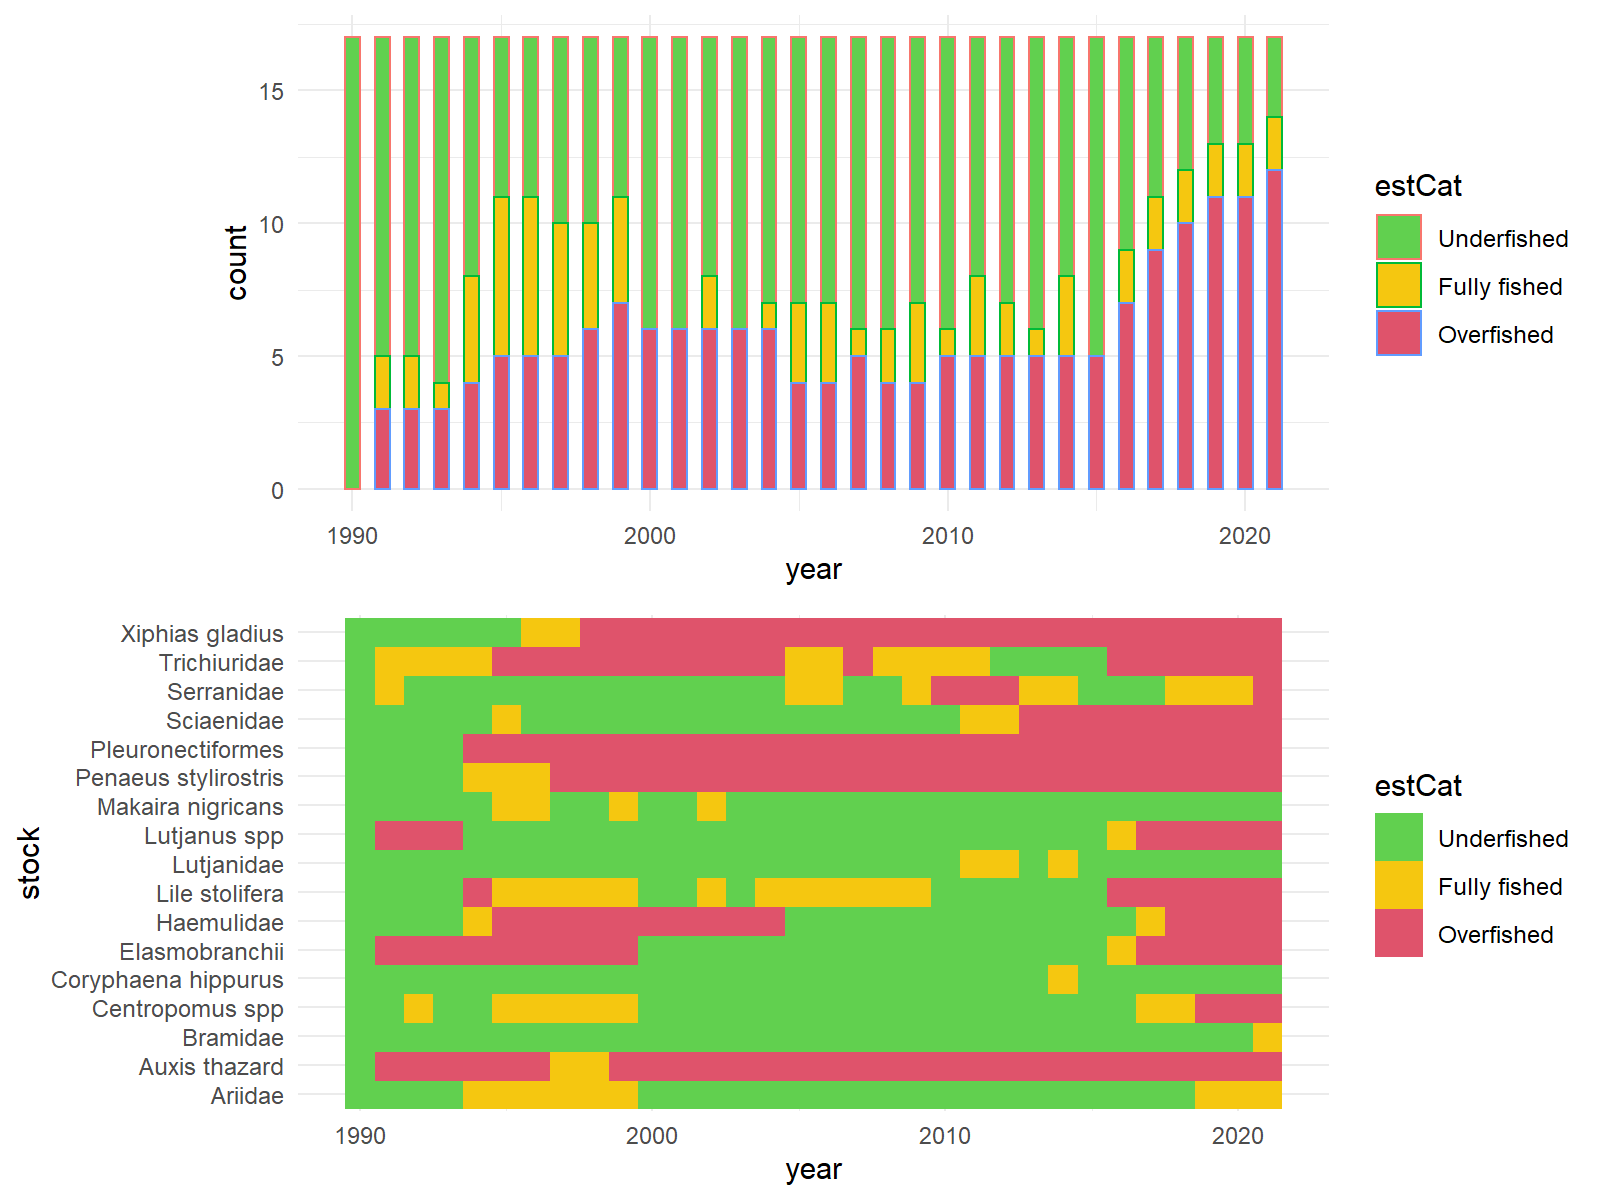 15
10
5
0
count
1990 2000 2010 2020
year
estCat
Underfished
Fully fished
Overfished
Xiphias gladius
Trichiuridae
Serranidae
Sciaenidae
Pleuronectiformes
Penaeus stylirostris
Makaira nigricans
Lutjanus spp
Lutjanidae
Lile stolifera
Haemulidae
Elasmobranchii
Coryphaena hippurus
Centropomus spp
Bramidae
Auxis thazard
Ariidae
stock
1990 2000 2010 2020
year
estCat
Underfished
Fully fished
Overfished